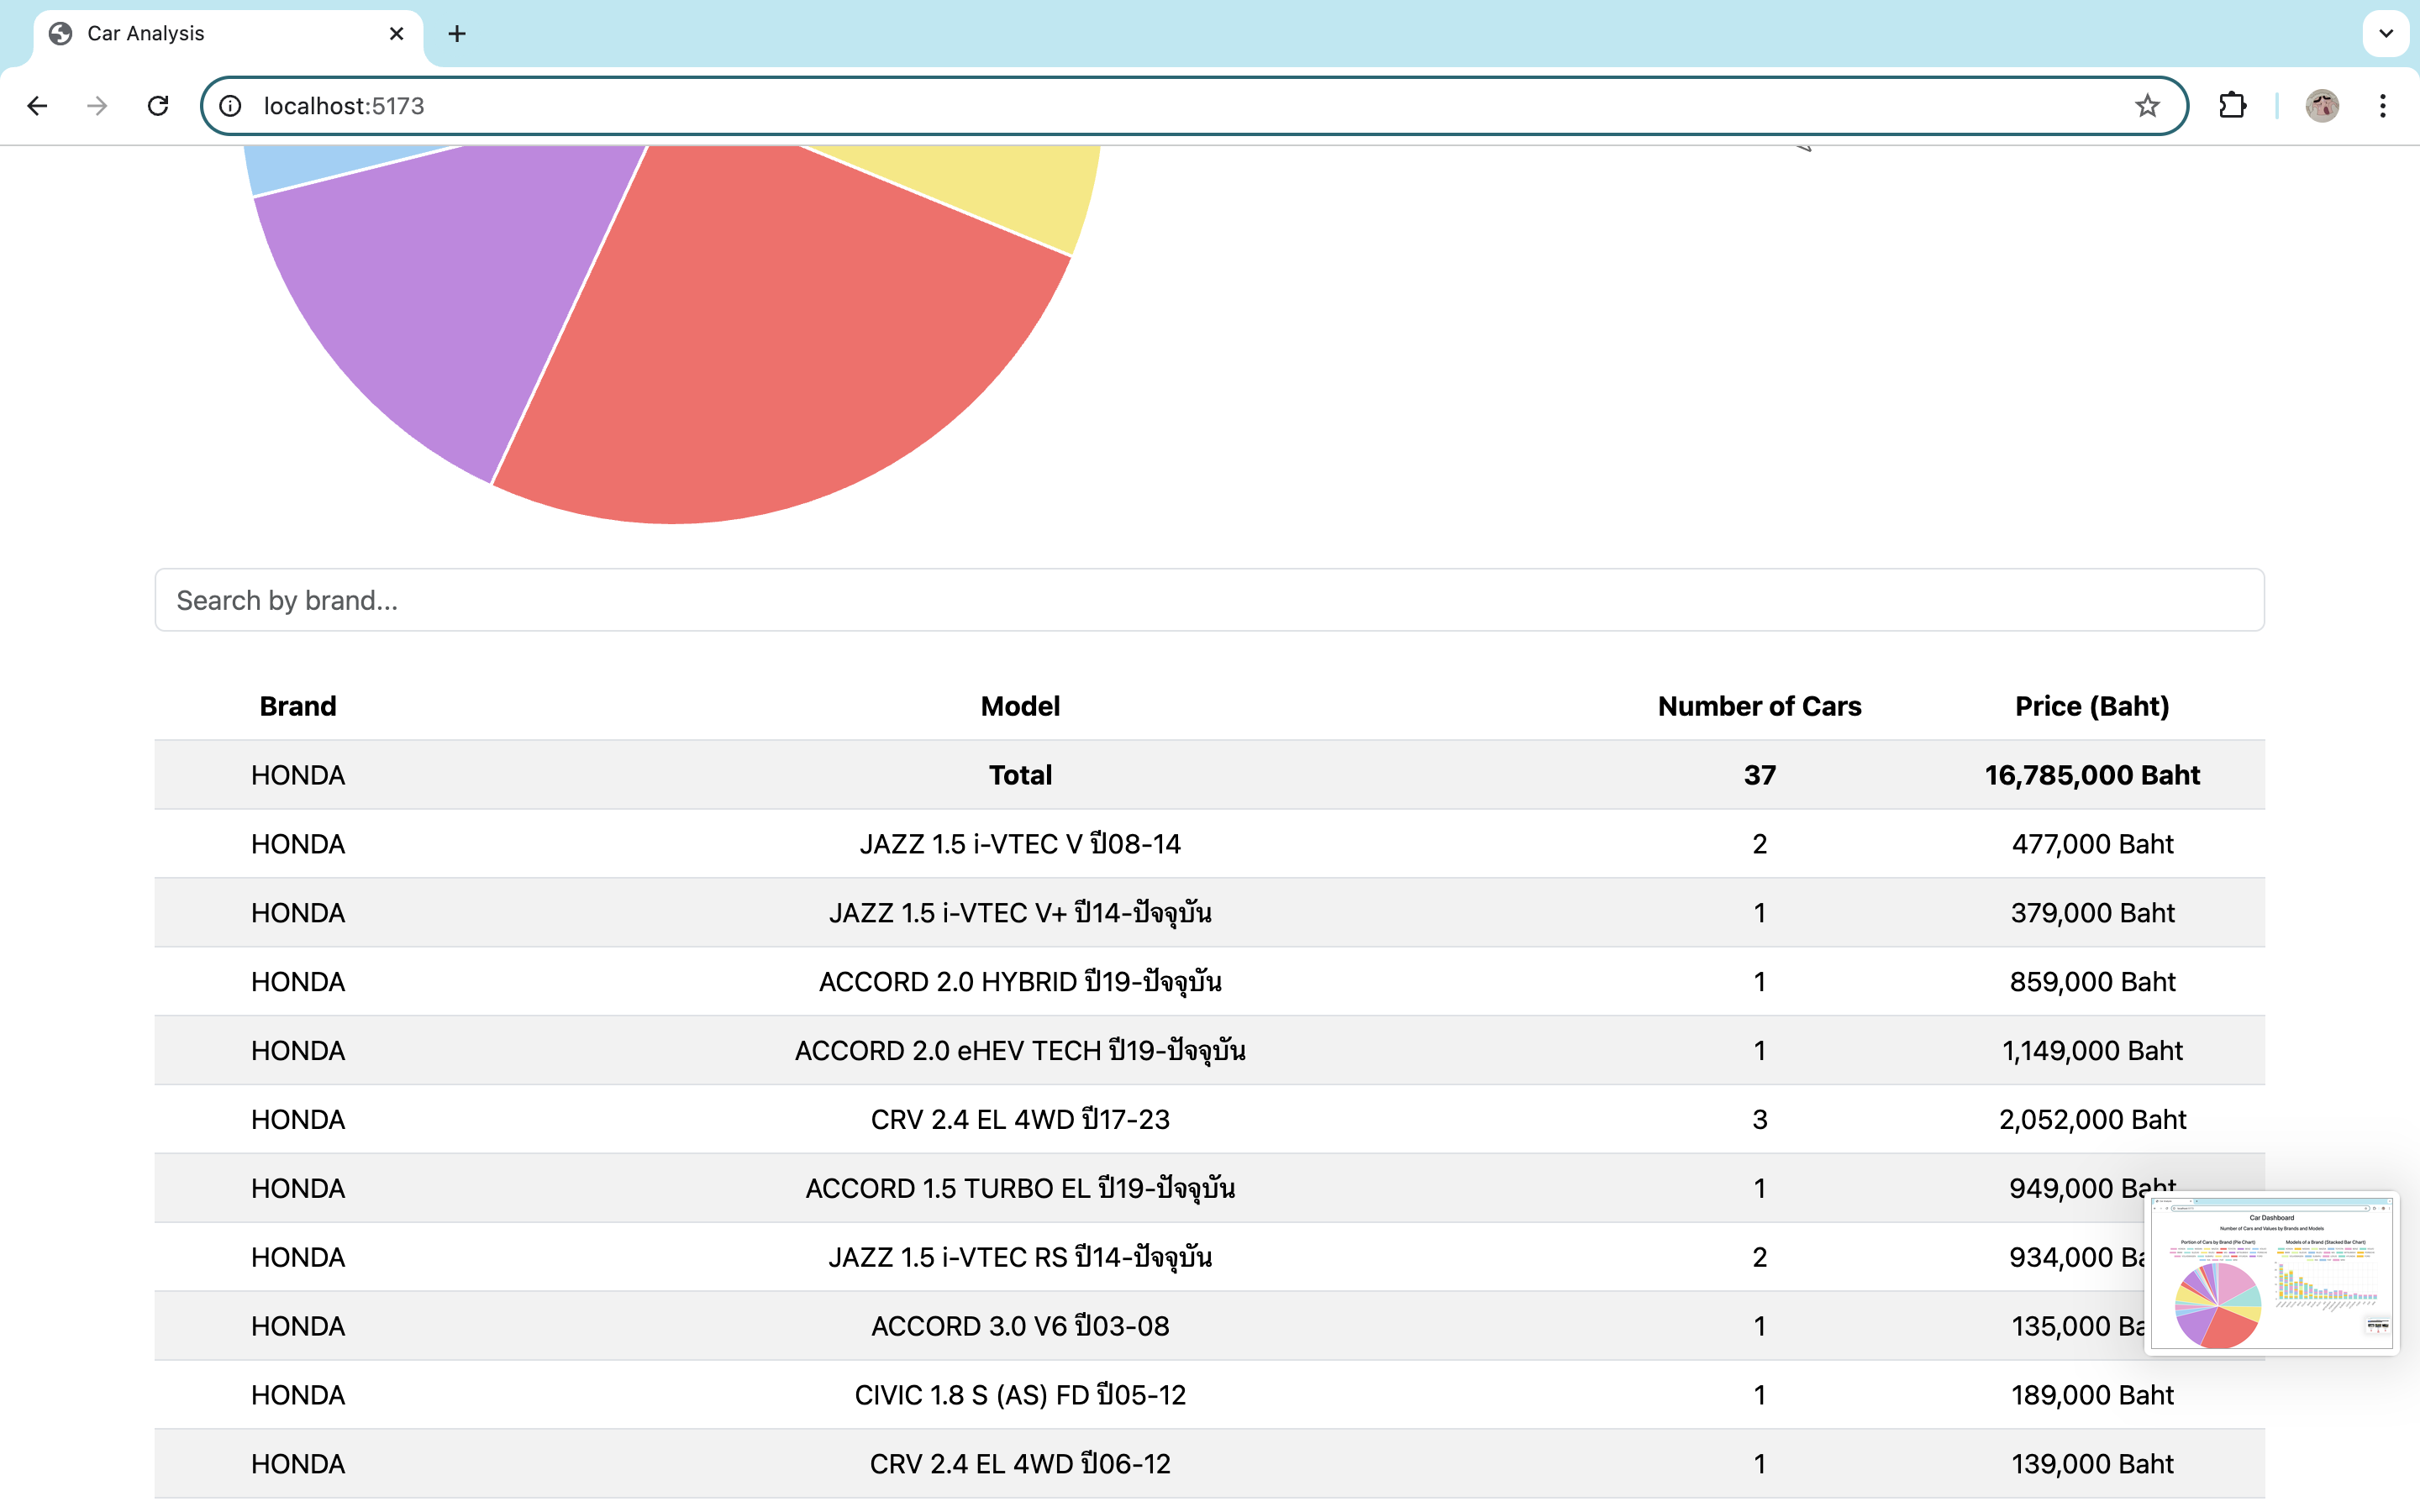 Car Analysis
localhost:5173
Search by brand...
Brand Model Number of Cars Price (Baht)
HONDA Total 37 16,785,000 Baht
HONDA JAZZ 1.5 i-VTEC V ปี08-14 2 477,000 Baht
HONDA JAZZ 1.5 i-VTEC V+ ปี14-ปัจจุบัน 1 379,000 Baht
HONDA ACCORD 2.0 HYBRID ปี19-ปัจจุบัน 1 859,000 Baht
HONDA ACCORD 2.0 eHEV TECH ปี19-ปัจจุบัน 1 1,149,000 Baht
HONDA CRV 2.4 EL 4WD ปี17-23 3 2,052,000 Baht
HONDA ACCORD 1.5 TURBO EL ปี19-ปัจจุบัน 1 949,000 Baht
HONDA JAZZ 1.5 i-VTEC RS ปี14-ปัจจุบัน 2 934,000 Ba
HONDA ACCORD 3.0 V6 ปี03-08 1 135,000 Ba
HONDA CIVIC 1.8 S (AS) FD ปี05-12 1 189,000 Baht
HONDA CRV 2.4 EL 4WD ปี06-12 1 139,000 Baht
Car Dashboard
Number of Cars and Values by Brands and Models
Portion of Cars by Brand (Pie Chart)
Models of a Brand (Stacked Bar Chart)